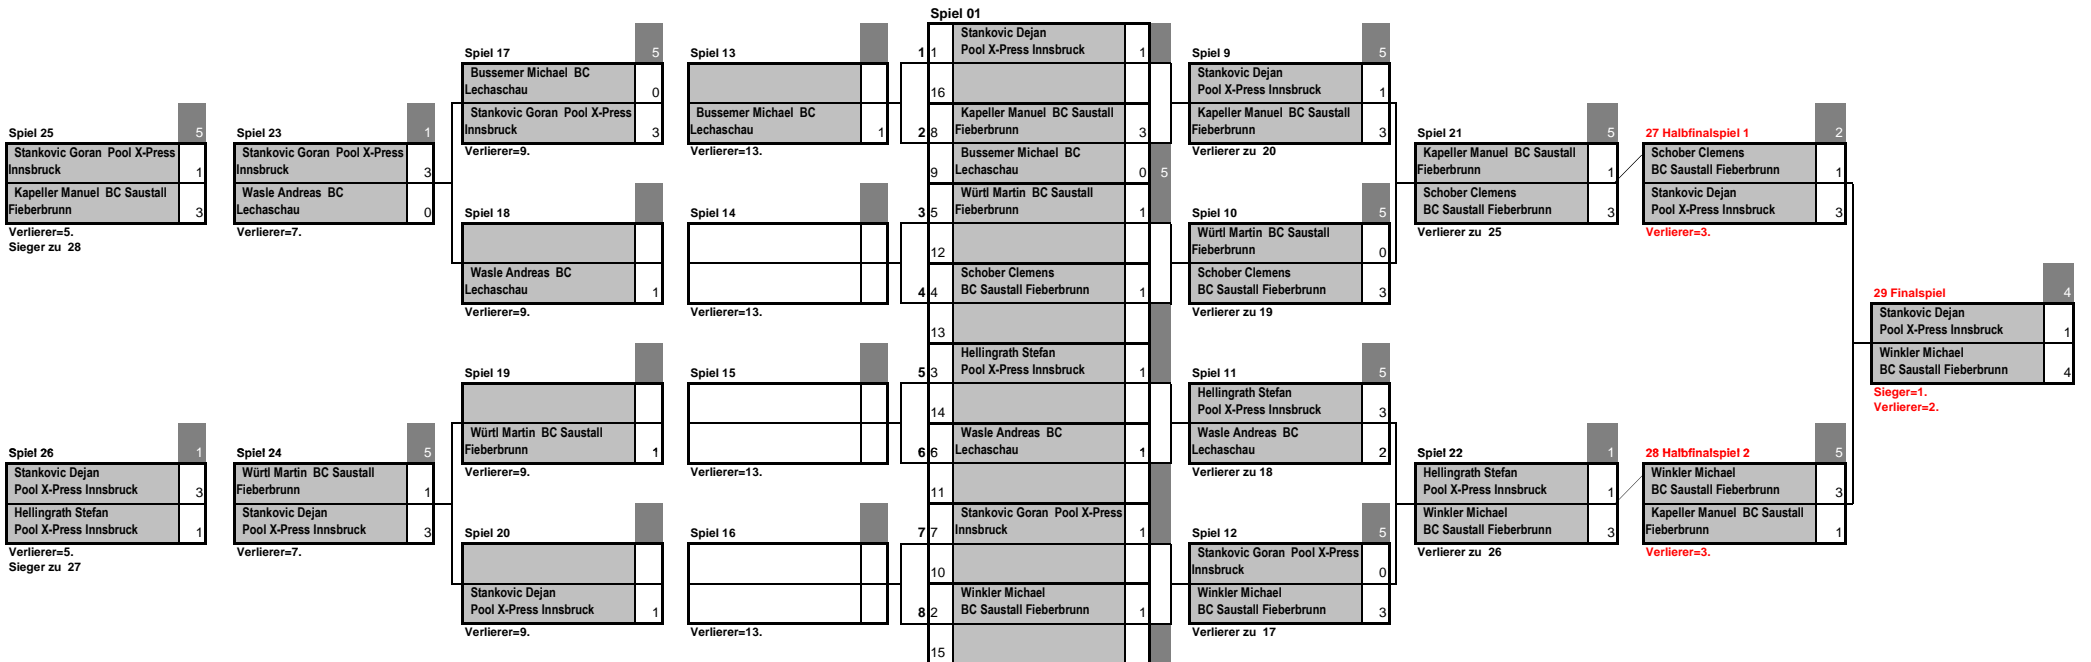 Spiel 25 5
Stankovic Goran Pool X-Press
Innsbruck 1
Kapeller Manuel BC Saustall
Fieberbrunn 3
Verlierer=5.
Sieger zu 28
Spiel 26 1
Stankovic Dejan
Pool X-Press Innsbruck 3
Hellingrath Stefan
Pool X-Press Innsbruck 1
Verlierer=5.
Sieger zu 27
Spiel 23 1
Stankovic Goran Pool X-Press
Innsbruck 3
Wasle Andreas BC
Lechaschau 0
Verlierer=7.
Spiel 24 5
Würtl Martin BC Saustall
Fieberbrunn 1
Stankovic Dejan
Pool X-Press Innsbruck 3
Verlierer=7.
Spiel 17 5
Bussemer Michael BC
Lechaschau 0
Stankovic Goran Pool X-Press
Innsbruck 3
Verlierer=9.
Spiel 18
Wasle Andreas BC
Lechaschau 1
Verlierer=9.
Spiel 19
Würtl Martin BC Saustall
Fieberbrunn 1
Verlierer=9.
Spiel 20
Stankovic Dejan
Pool X-Press Innsbruck 1
Verlierer=9.
Spiel 13
Bussemer Michael BC
Lechaschau 1
Verlierer=13.
Spiel 14
Verlierer=13.
Spiel 15
Verlierer=13.
Spiel 16
Verlierer=13.
Spiel 01
Stankovic Dejan
1 1 Pool X-Press Innsbruck 1
16
Kapeller Manuel BC Saustall
2 8 Fieberbrunn 3
Bussemer Michael BC
9 Lechaschau 0 5
Würtl Martin BC Saustall
3 5 Fieberbrunn 1
12
Schober Clemens
4 4 BC Saustall Fieberbrunn 1
13
Hellingrath Stefan
5 3 Pool X-Press Innsbruck 1
14
Wasle Andreas BC
6 6 Lechaschau 1
11
Stankovic Goran Pool X-Press
7 7 Innsbruck 1
10
Winkler Michael
8 2 BC Saustall Fieberbrunn 1
15
Spiel 9 5
Stankovic Dejan
Pool X-Press Innsbruck 1
Kapeller Manuel BC Saustall
Fieberbrunn 3
Verlierer zu 20
Spiel 10 5
Würtl Martin BC Saustall
Fieberbrunn 0
Schober Clemens
BC Saustall Fieberbrunn 3
Verlierer zu 19
Spiel 11 5
Hellingrath Stefan
Pool X-Press Innsbruck 3
Wasle Andreas BC
Lechaschau 2
Verlierer zu 18
Spiel 12 5
Stankovic Goran Pool X-Press
Innsbruck 0
Winkler Michael
BC Saustall Fieberbrunn 3
Verlierer zu 17
Spiel 21 5
Kapeller Manuel BC Saustall
Fieberbrunn 1
Schober Clemens
BC Saustall Fieberbrunn 3
Verlierer zu 25
Spiel 22 1
Hellingrath Stefan
Pool X-Press Innsbruck 1
Winkler Michael
BC Saustall Fieberbrunn 3
Verlierer zu 26
27 Halbfinalspiel 1 2
Schober Clemens
BC Saustall Fieberbrunn 1
Stankovic Dejan
Pool X-Press Innsbruck 3
Verlierer=3.
28 Halbfinalspiel 2 5
Winkler Michael
BC Saustall Fieberbrunn 3
Kapeller Manuel BC Saustall
Fieberbrunn 1
Verlierer=3.
29 Finalspiel 4
Stankovic Dejan
Pool X-Press Innsbruck 1
Winkler Michael
BC Saustall Fieberbrunn 4
Sieger=1.
Verlierer=2.